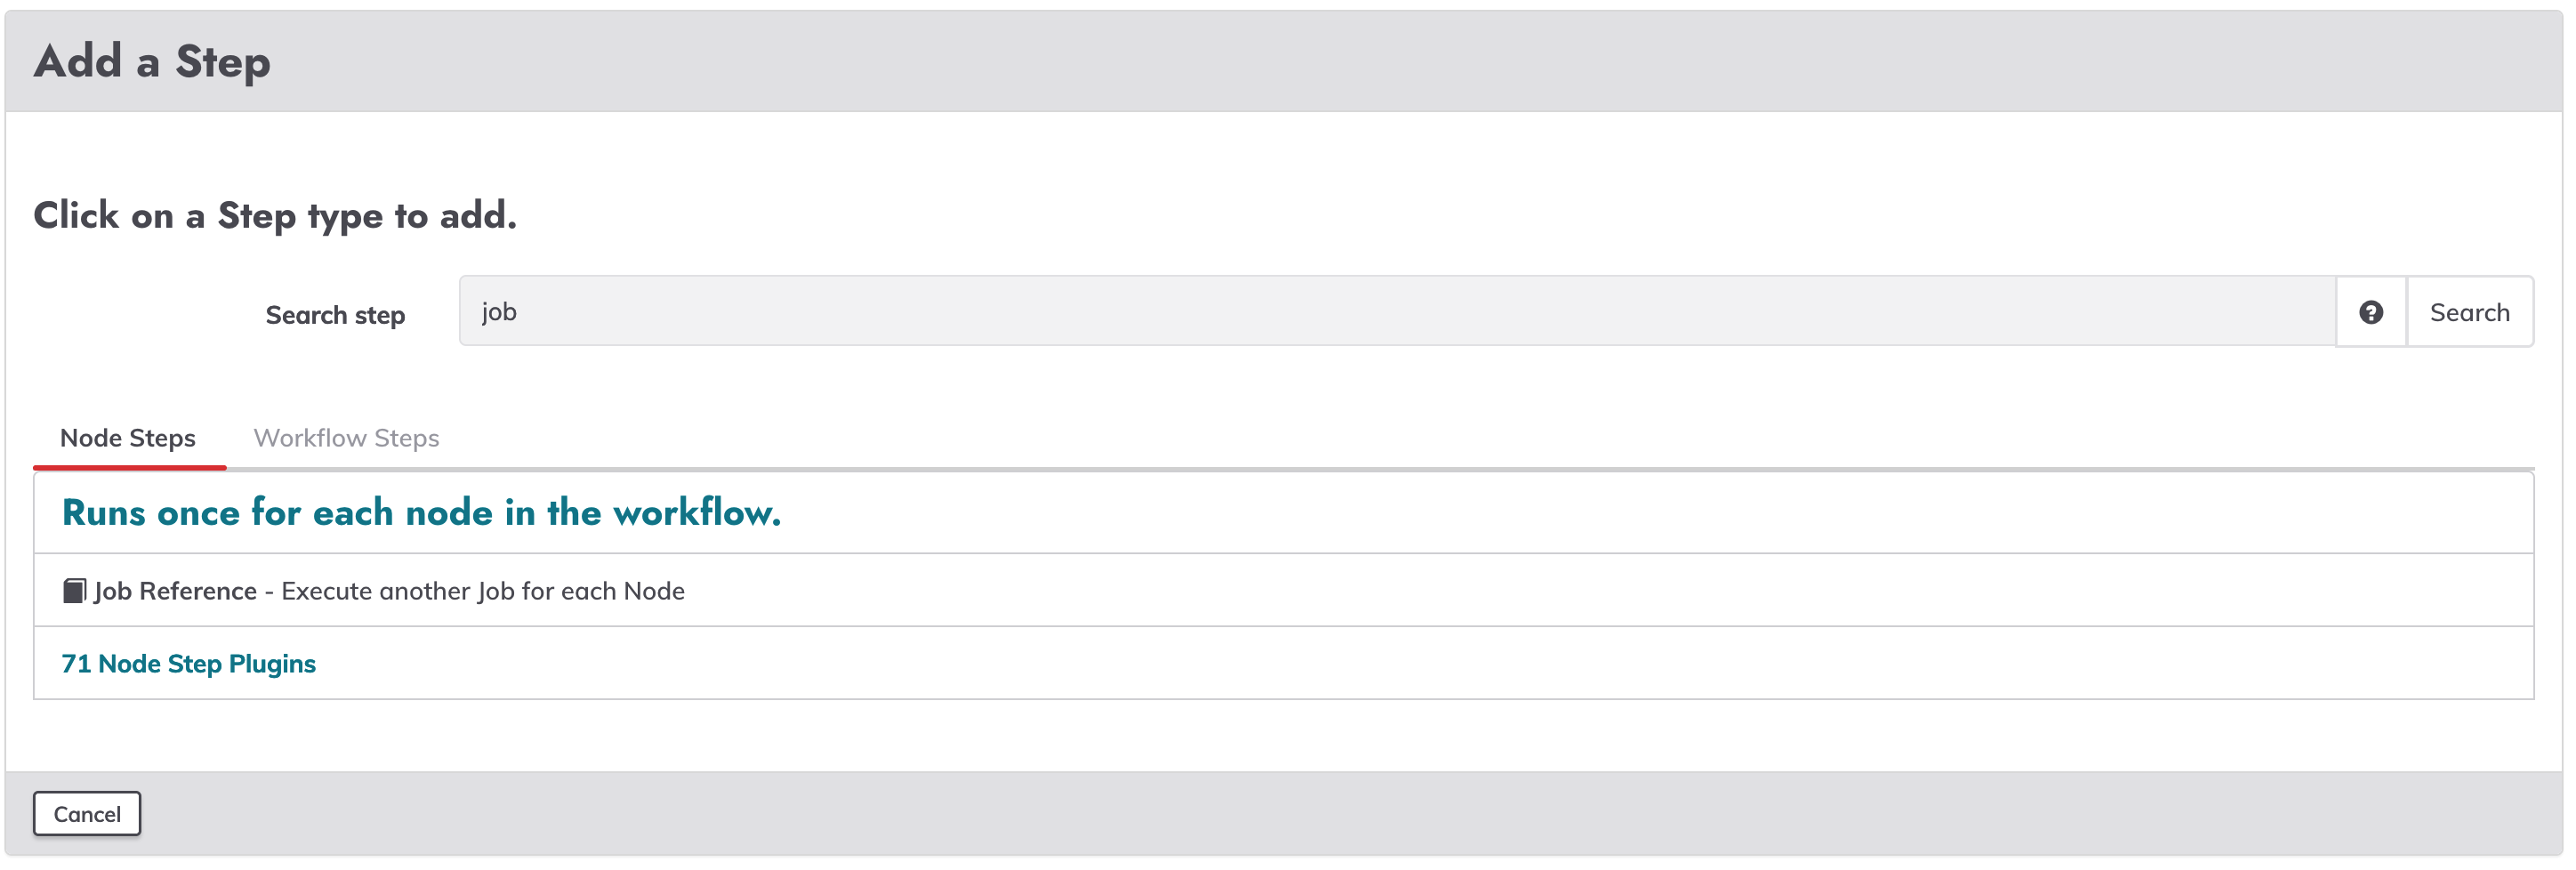 Add a Step
Click on a Step type to add.
Search step
job
Search
Node Steps
Workflow Steps
Runs once for each node in the workflow.
Job Reference - Execute another Job for each Node
71 Node Step Plugins
Cancel